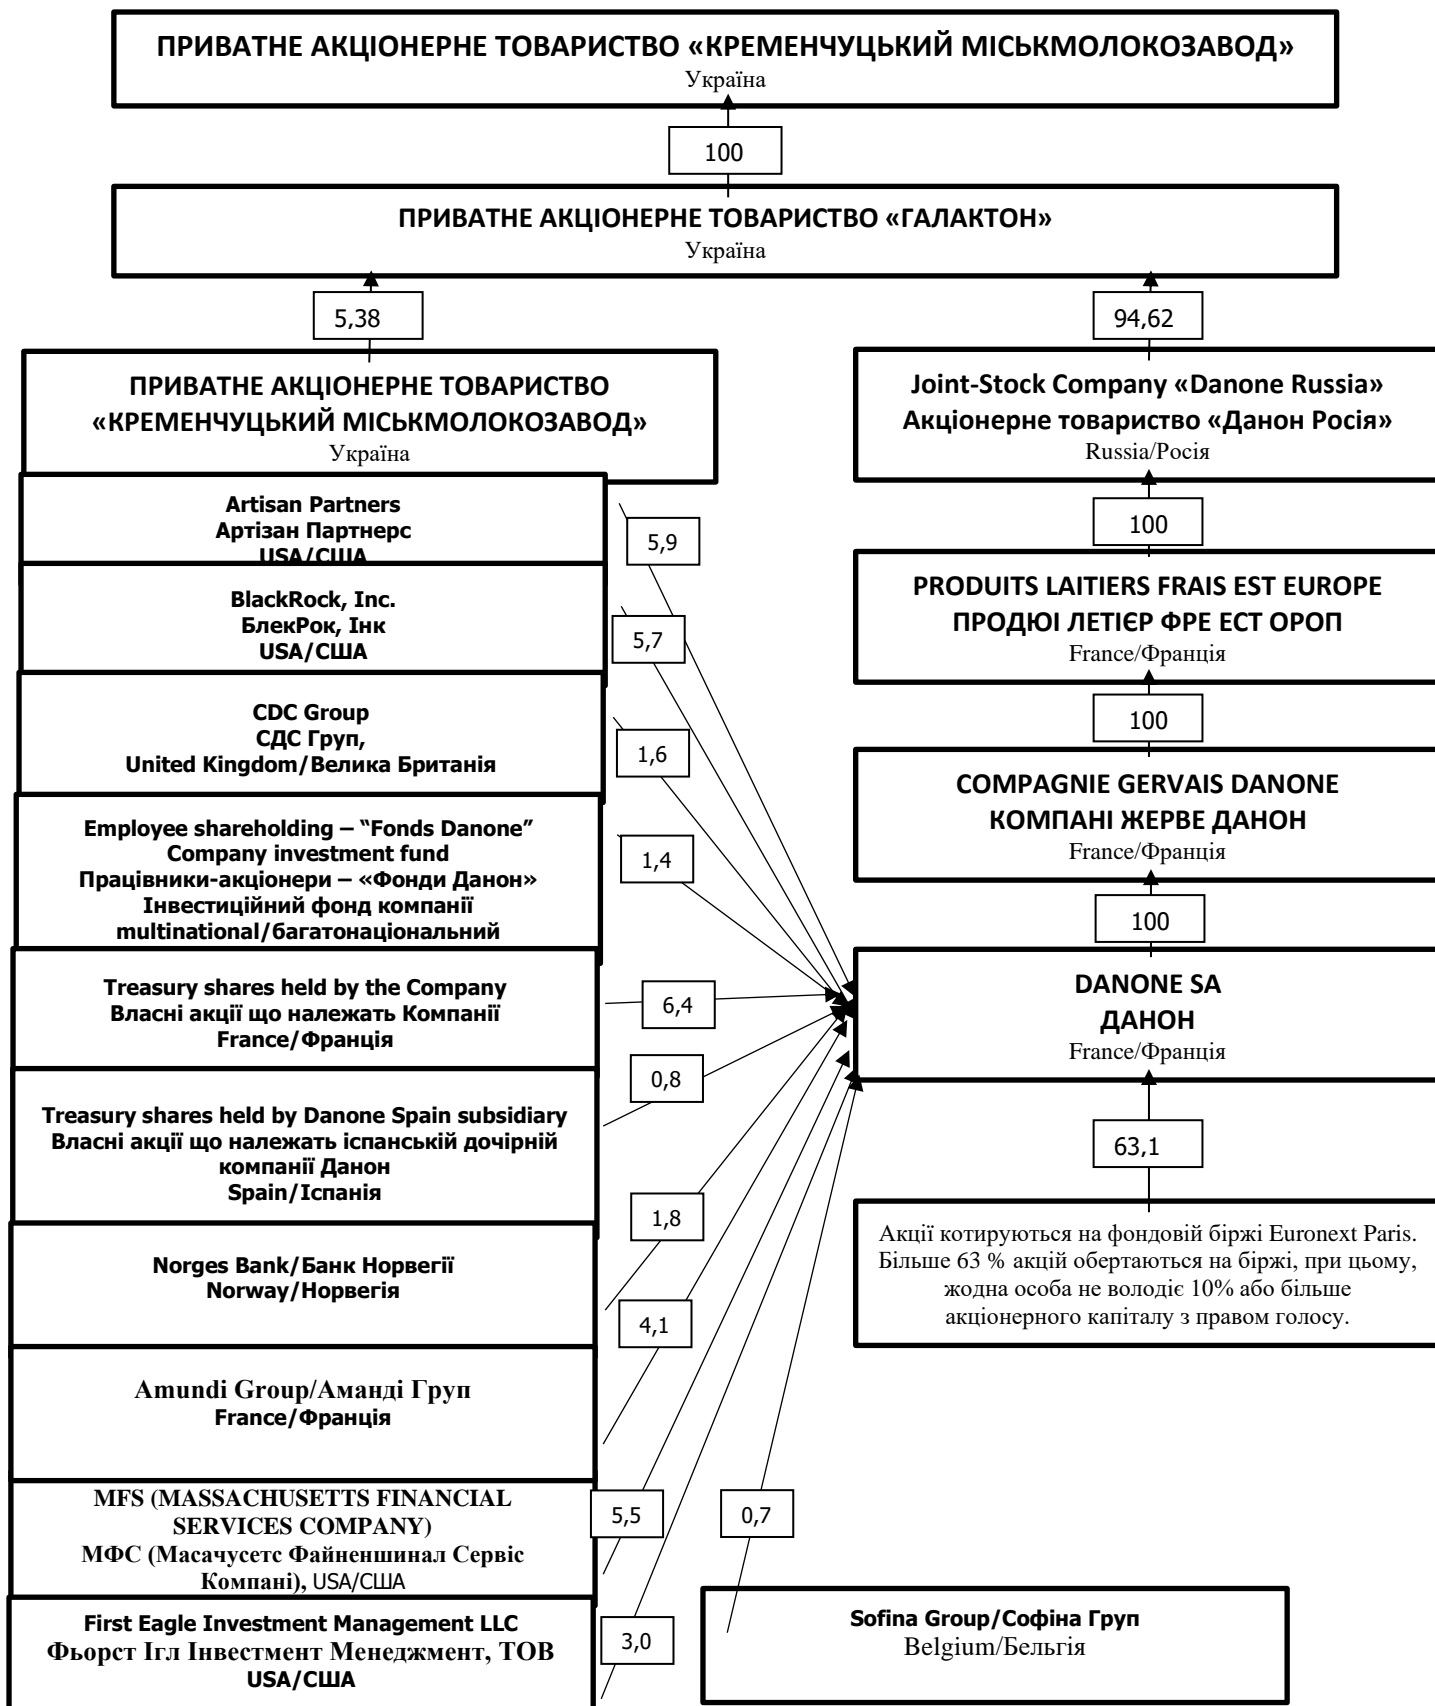 ПРИВАТНЕ АКЦІОНЕРНЕ ТОВАРИСТВО «КРЕМЕНЧУЦЬКИЙ МІСЬКМОЛОКОЗАВОД»
Україна
100
ПРИВАТНЕ АКЦІОНЕРНЕ ТОВАРИСТВО «ГАЛАКТОН»
Україна
5,38
94,62
ПРИВАТНЕ АКЦІОНЕРНЕ ТОВАРИСТВО
«КРЕМЕНЧУЦЬКИЙ МІСЬКМОЛОКОЗАВОД»
Україна
Joint-Stock Company «Danone Russia»
Акціонерне товариство «Данон Росія»
Russia/Росія
Artisan Partners
Артізан Партнерс
USA/США
5,9
100
BlackRock, Inc.
БлекРок, Інк
USA/США
5,7
PRODUITS LAITIERS FRAIS EST EUROPE
ПРОДЮІ ЛЕТІЄР ФРЕ ЕСТ ОРОП
France/Франція
CDC Group
СДС Груп,
United Kingdom/Велика Британія
1,6
100
COMPAGNIE GERVAIS DANONE
КОМПАНІ ЖЕРВЕ ДАНОН
France/Франція
Employee shareholding – “Fonds Danone”
Company investment fund
Працівники-акціонери – «Фонди Данон»
Інвестиційний фонд компанії
multinational/багатонаціональний
1,4
100
Treasury shares held by the Company
Власні акції що належать Компанії
France/Франція
6,4
DANONE SA
ДАНОН
France/Франція
0,8
Treasury shares held by Danone Spain subsidiary
Власні акції що належать іспанській дочірній
компанії Данон
Spain/Іспанія
63,1
1,8
Norges Bank/Банк Норвегії
Norway/Норвегія
Акції котируються на фондовій біржі Euronext Paris.
Більше 63 % акцій обертаються на біржі, при цьому,
жодна особа не володіє 10% або більше
акціонерного капіталу з правом голосу.
4,1
Amundi Group/Аманді Груп
France/Франція
MFS (MASSACHUSETTS FINANCIAL
SERVICES COMPANY)
МФС (Масачусетс Файненшинал Сервіс
Компані), USA/США
5,5
0,7
First Eagle Investment Management LLC
Фьорст Ігл Інвестмент Менеджмент, ТОВ
USA/США
3,0
Sofina Group/Софіна Груп
Belgium/Бельгія